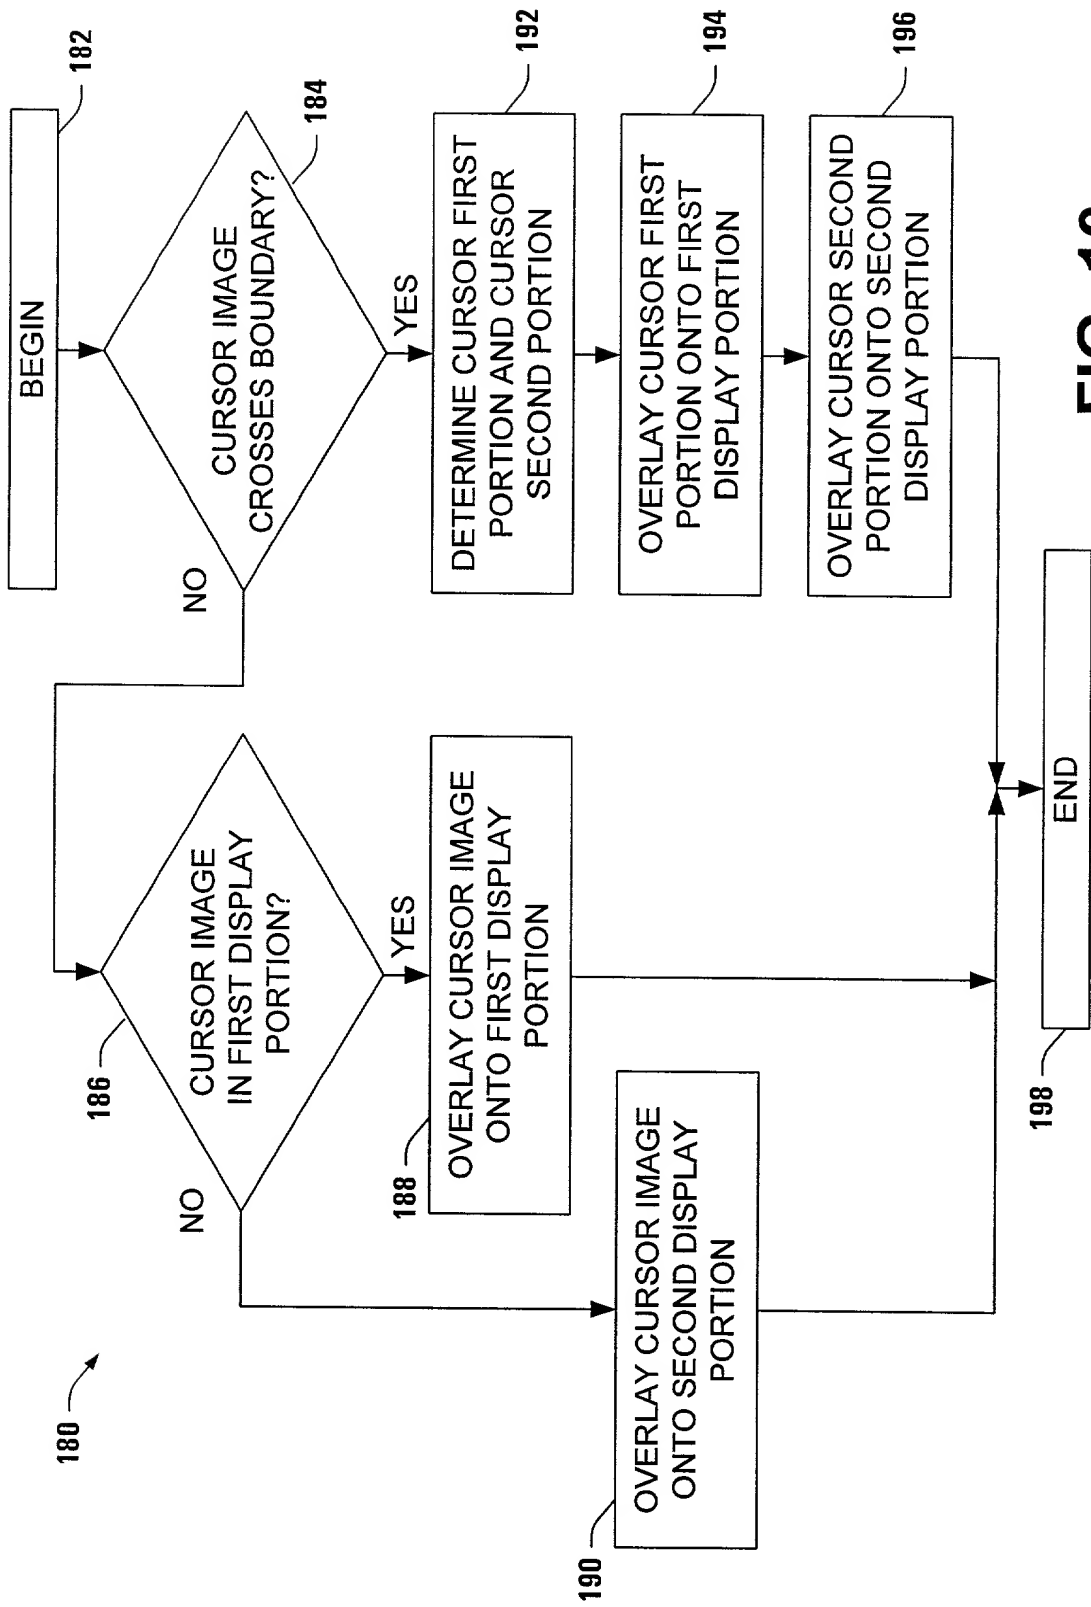 180
BEGIN
182
CURSOR IMAGE
CROSSES BOUNDARY?
184
NO
YES
186
CURSOR IMAGE
IN FIRST DISPLAY
PORTION?
NO
YES
188
OVERLAY CURSOR IMAGE
ONTO FIRST DISPLAY
PORTION
190
OVERLAY CURSOR IMAGE
ONTO SECOND DISPLAY
PORTION
DETERMINE CURSOR FIRST
PORTION AND CURSOR
SECOND PORTION
192
OVERLAY CURSOR FIRST
PORTION ONTO FIRST
DISPLAY PORTION
194
OVERLAY CURSOR SECOND
PORTION ONTO SECOND
DISPLAY PORTION
196
198
END
FIG